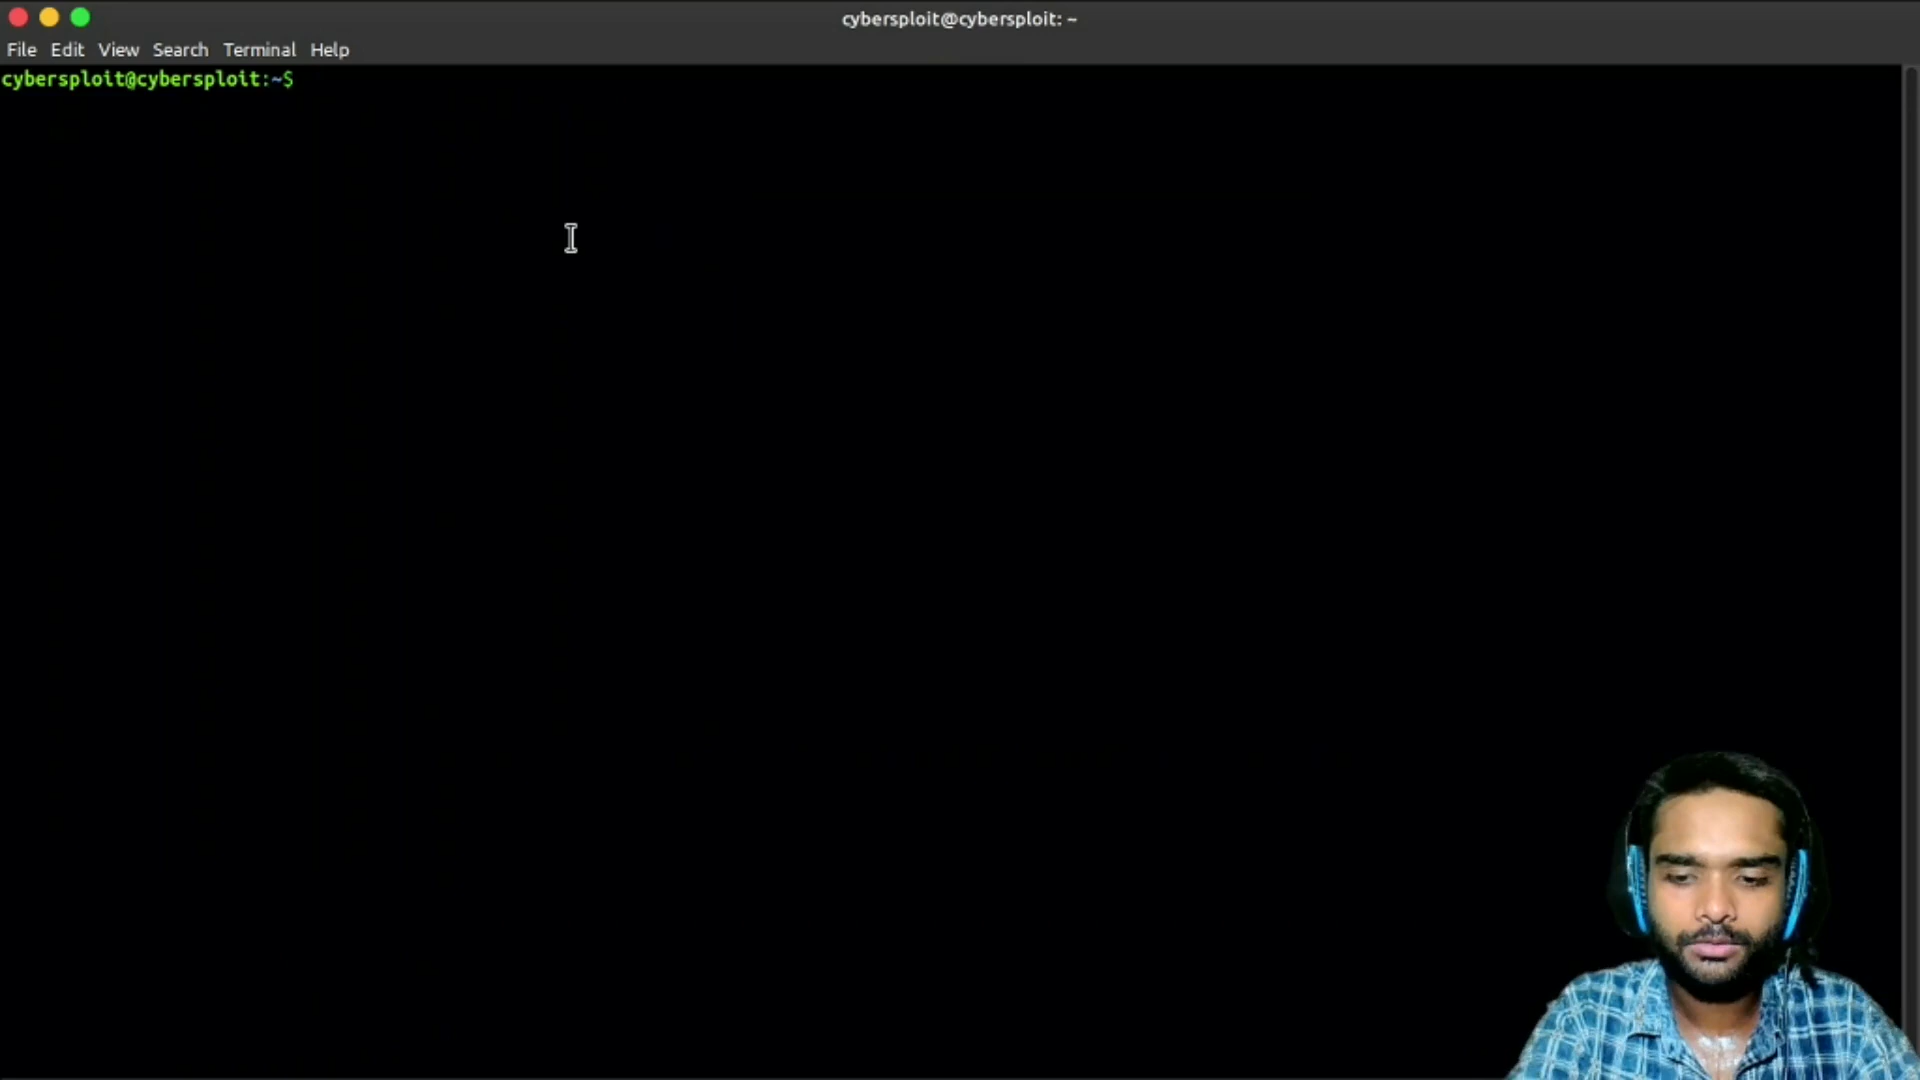 cybersploit@cybersploit: ~
File Edit View Search Terminal Help
cybersploit@cybersploit:~$